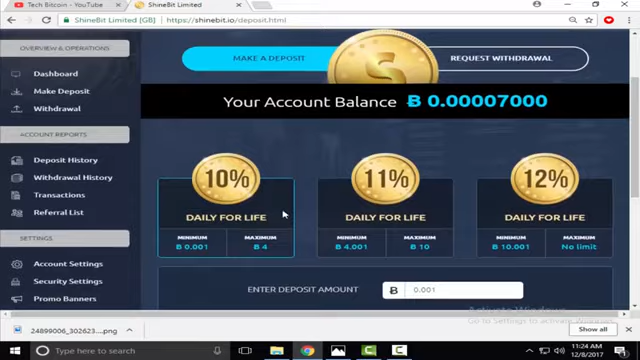 Tech Bitcoin - YouTube
ShineBit Limited
ShineBit Limited [GB]
https://shinebit.io/deposit.html
OVERVIEW & OPERATIONS
Dashboard
Make Deposit
Withdrawal
ACCOUNT REPORTS
Deposit History
Withdrawal History
Transactions
Referral List
SETTINGS
Account Settings
Security Settings
Promo Banners
MAKE A DEPOSIT
REQUEST WITHDRAWAL
S
Your Account Balance Ƀ 0.00007000
10%
DAILY FOR LIFE
MINIMUM
Ƀ 0.001
MAXIMUM
Ƀ 4
11%
DAILY FOR LIFE
MINIMUM
Ƀ 4.001
MAXIMUM
Ƀ 10
12%
DAILY FOR LIFE
MINIMUM
Ƀ 10.001
MAXIMUM
No limit
ENTER DEPOSIT AMOUNT
Ƀ 0.001
Activate Windows
Go to Settings to activate Windows.
24899006_302623....png
Show all
Type here to search
11:24 AM
12/8/2017